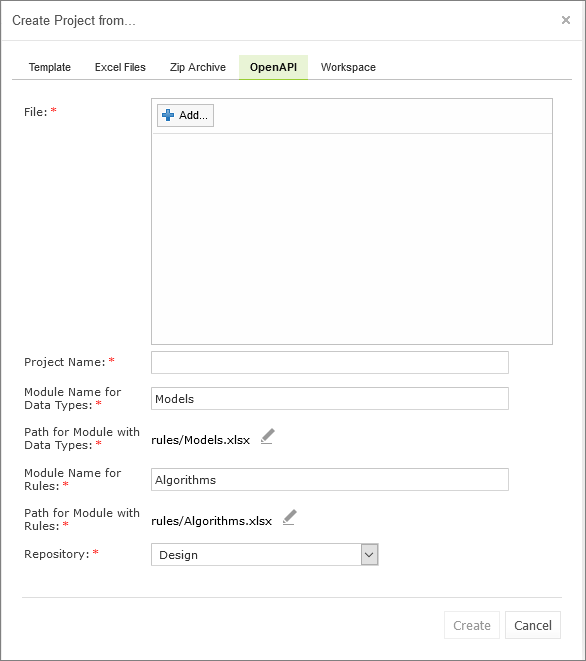 Create Project from...
×
Template Excel Files Zip Archive OpenAPI Workspace
File: *
Add...
Project Name: *
Module Name for
Data Types: *
Models
Path for Module with
Data Types: *
rules/Models.xlsx
Module Name for
Rules: *
Algorithms
Path for Module with
Rules: *
rules/Algorithms.xlsx
Repository: *
Design
Create Cancel